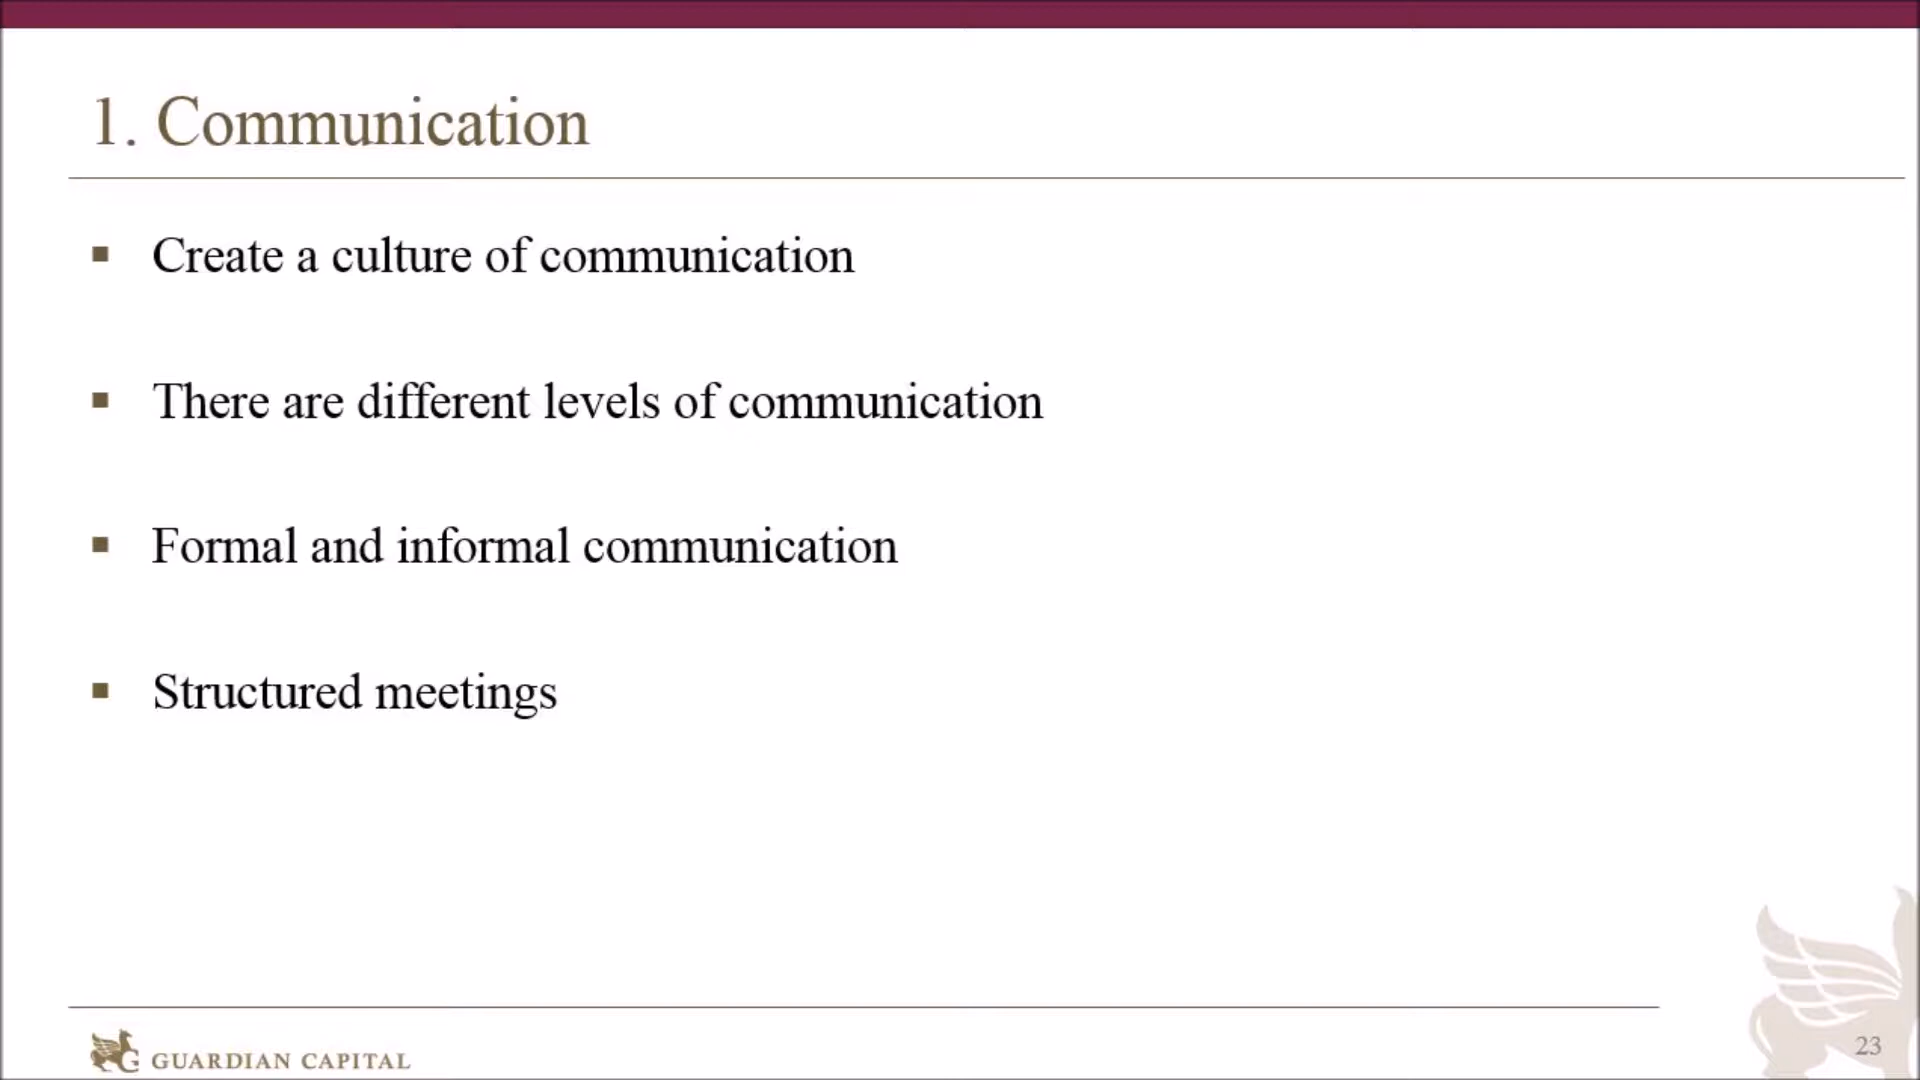 1. Communication
▪ Create a culture of communication
▪ There are different levels of communication
▪ Formal and informal communication
▪ Structured meetings
GUARDIAN CAPITAL
23